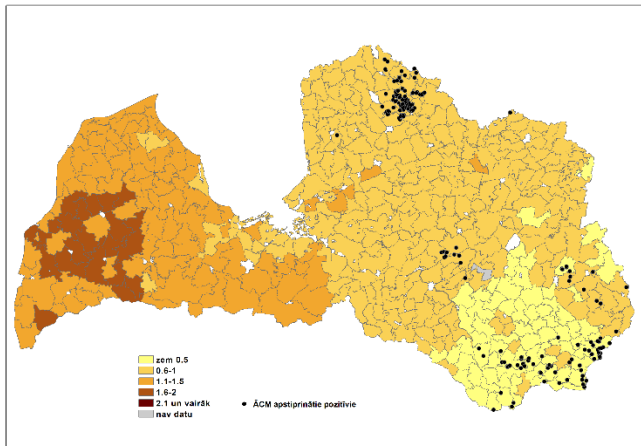 zem 0.5
0.6-1
1.1-1.5
1.6-2
2.1 un vairāk
nav datu
ĀCM apstiprinātie pozitīvie